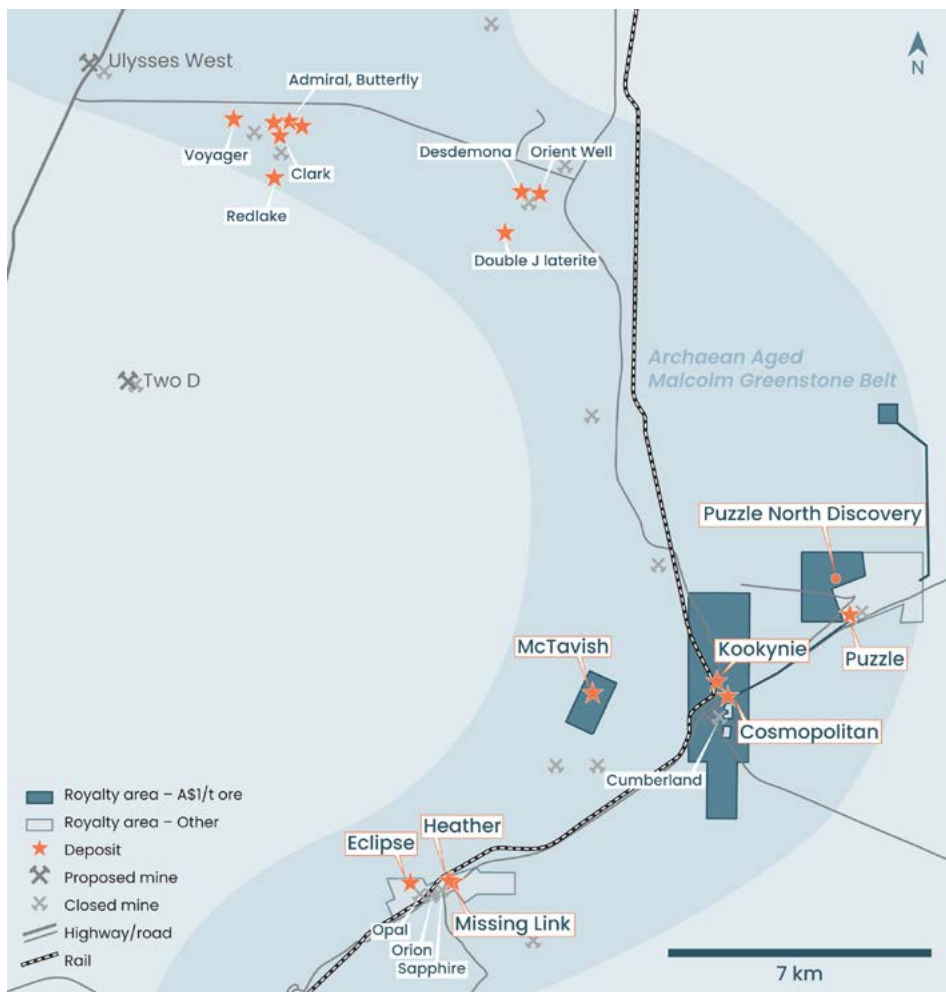 Ulysses West
N
Admiral, Butterfly
Voyager
Clark
Desdemona
Orient Well
Redlake
Double J laterite
Archaean Aged
Malcolm Greenstone Belt
Two D
Puzzle North Discovery
McTavish
Kookynie
Puzzle
Cosmopolitan
Cumberland
Royalty area – A$1/t ore
Royalty area – Other
Deposit
Proposed mine
Closed mine
Highway/road
Rail
Heather
Eclipse
Missing Link
Opal
Orion
Sapphire
7 km